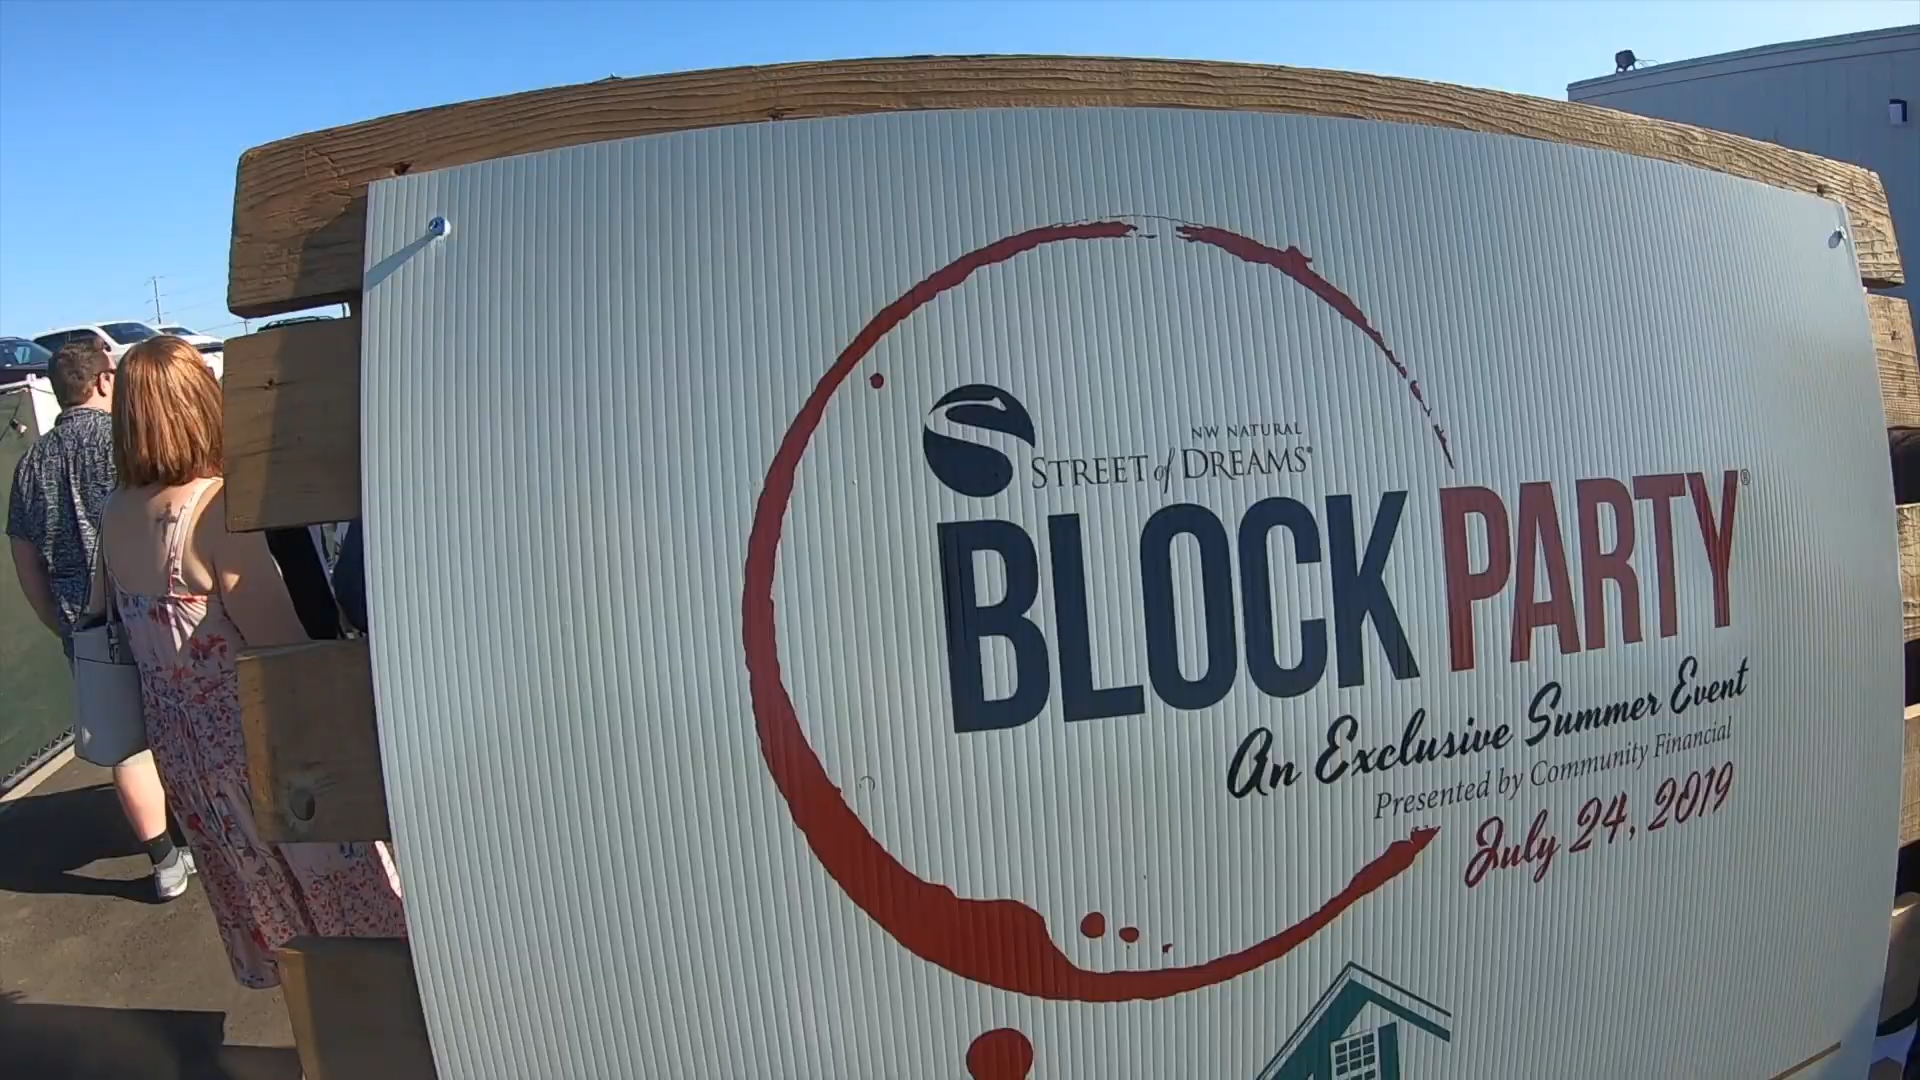 NW NATURAL
STREET of DREAMS®
BLOCK PARTY®
An Exclusive Summer Event
Presented by Community Financial
July 24, 2019